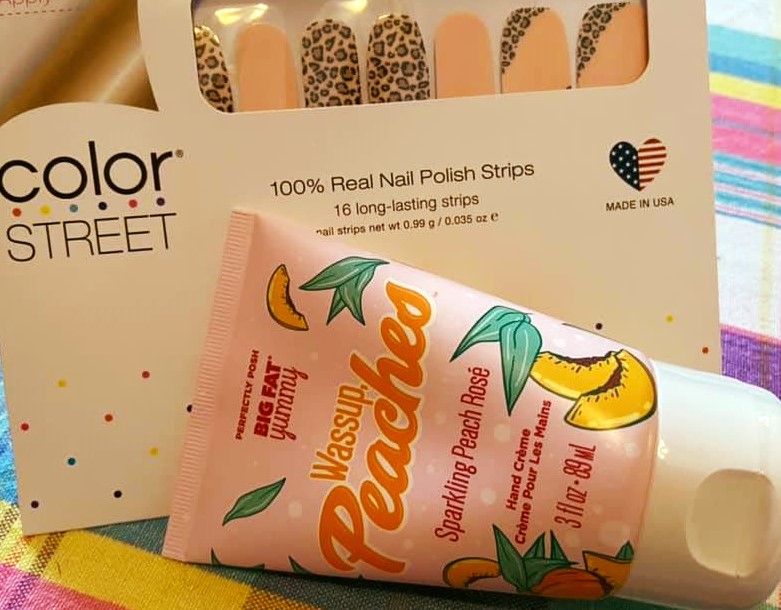 Apply
color®
STREET
100% Real Nail Polish Strips
16 long-lasting strips
nail strips net wt 0.99 g / 0.035 oz e
MADE IN USA
PERFECTLY POSH
BIG FAT®
yummy
Wassup,
Peaches™
Sparkling Peach Rosé
Hand Crème
Crème Pour Les Mains
3 fl oz • 89 mL